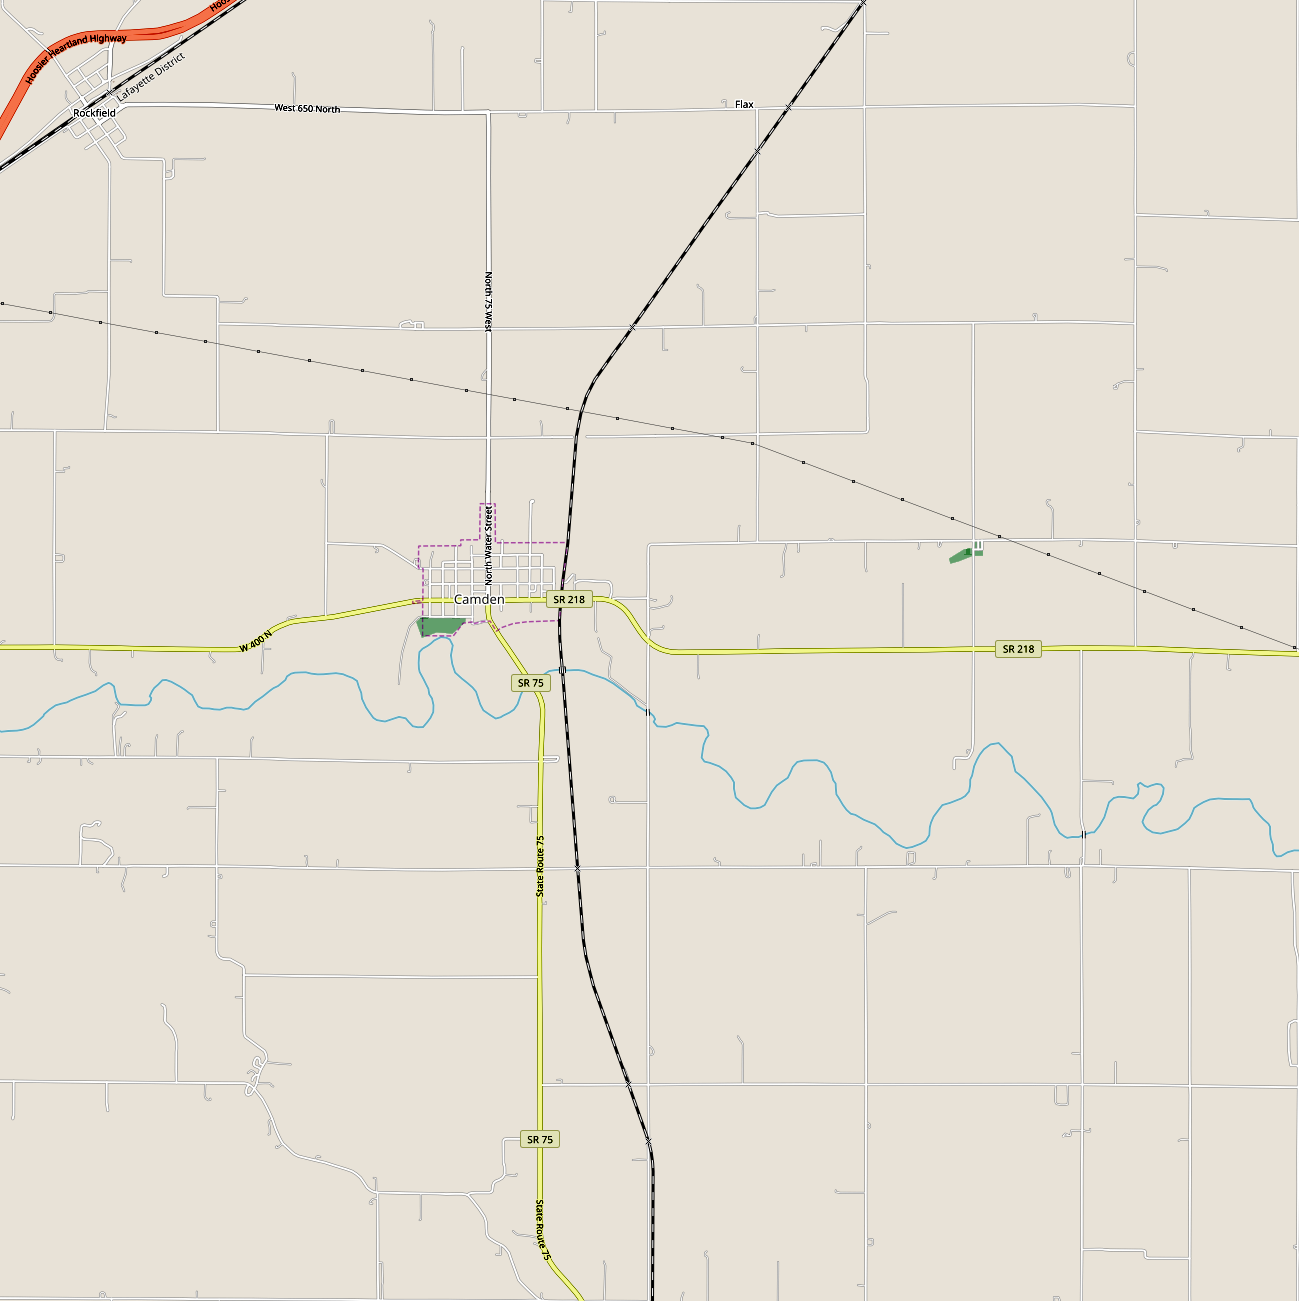 Hoos
Hoosier Heartland Highway
Lafayette District
Rockfield
West 650 North
Flax
North 75 West
North Water Street
Camden
SR 218
W 400 N
SR 218
SR 75
State Route 75
SR 75
State Route 75